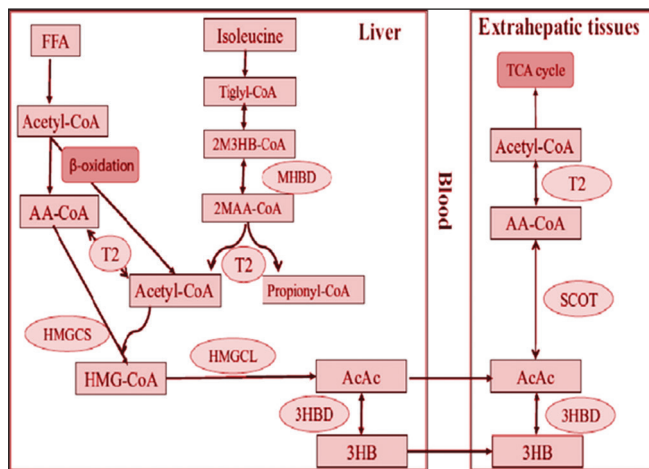 Liver
FFA
Isoleucine
Tiglyl-CoA
Acetyl-CoA
2M3HB-CoA
β-oxidation
MHBD
AA-CoA
2MAA-CoA
T2
T2
Acetyl-CoA
Propionyl-CoA
HMGCS
HMGCL
HMG-CoA
AcAc
3HBD
3HB
Blood
Extrahepatic tissues
TCA cycle
Acetyl-CoA
T2
AA-CoA
SCOT
AcAc
3HBD
3HB